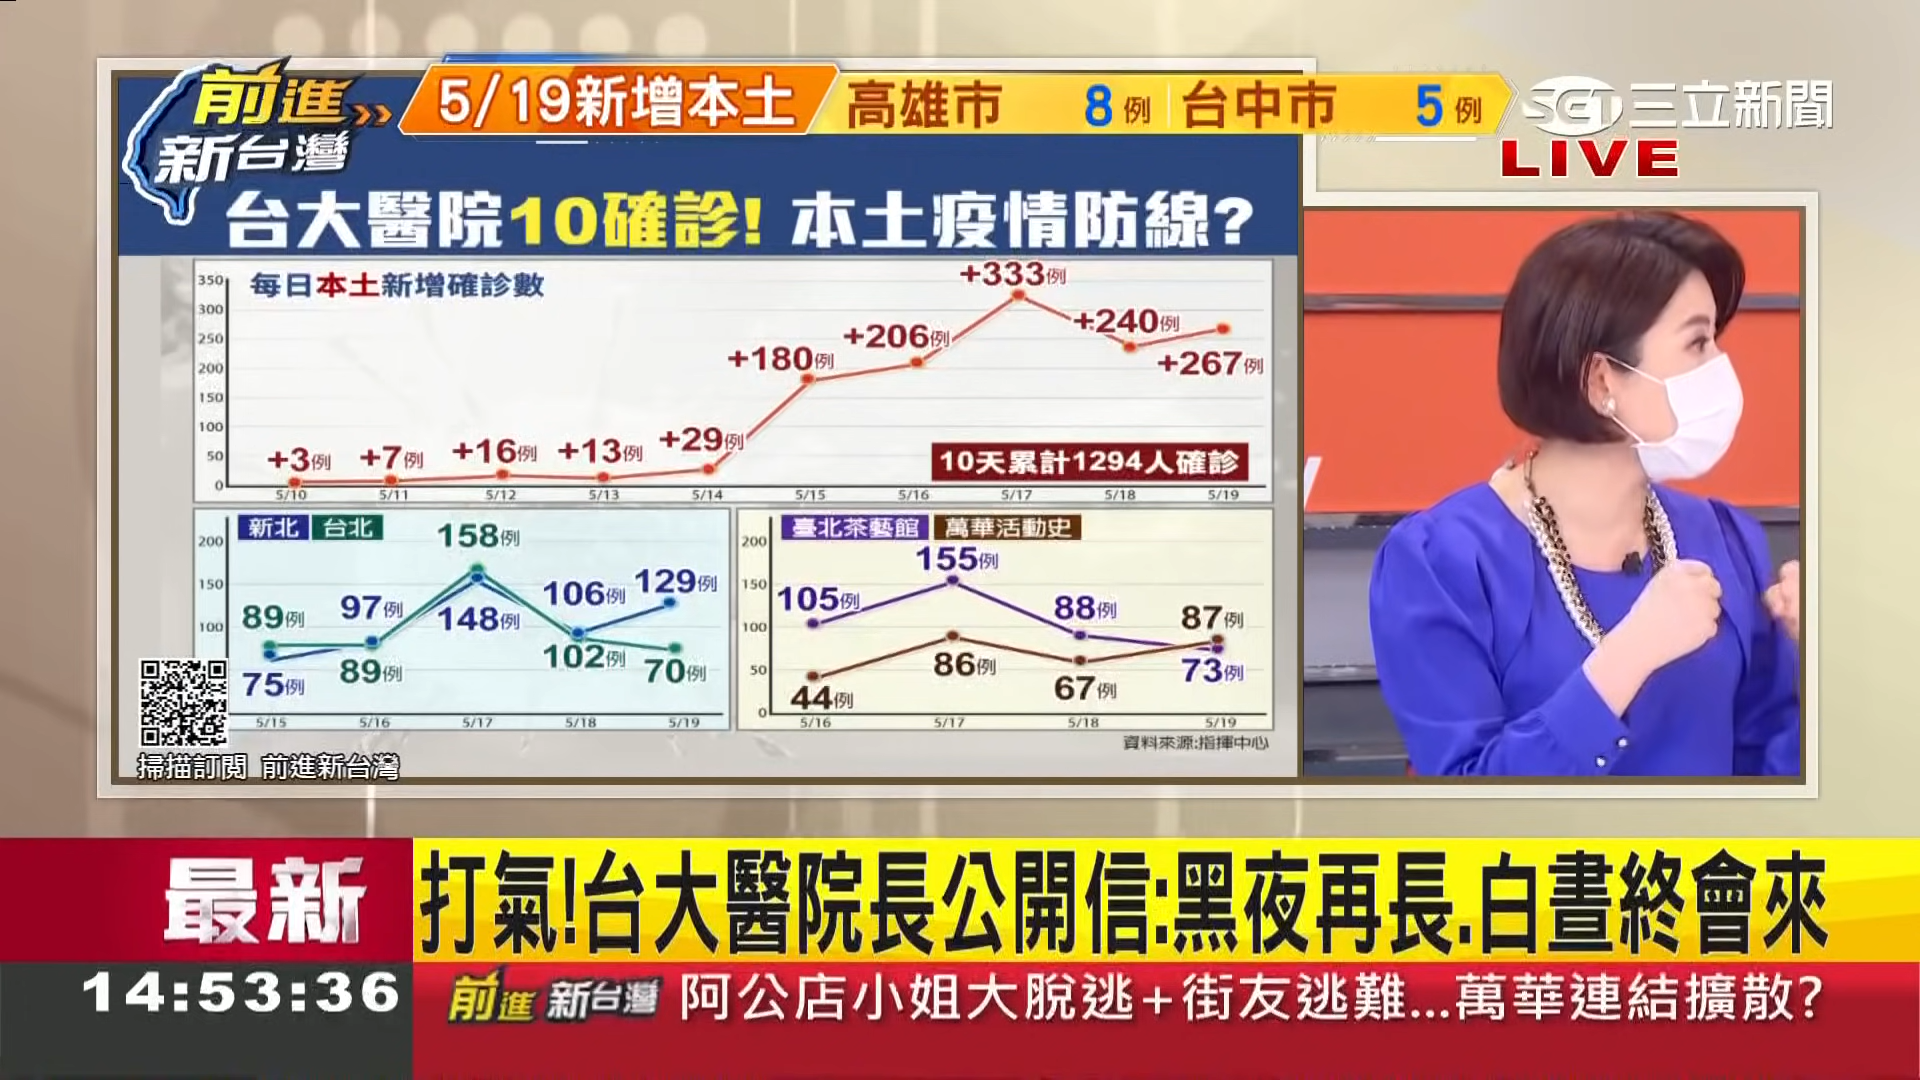 前進
新台灣
5/19新增本土 高雄市 8例 台中市 5例
SET 三立新聞
LIVE
台大醫院10確診! 本土疫情防線?
每日本土新增確診數
350
300
250
200
150
100
50
0
+3例 +7例 +16例 +13例 +29例 +180例 +206例 +333例 +240例 +267例
10天累計1294人確診
5/10 5/11 5/12 5/13 5/14 5/15 5/16 5/17 5/18 5/19
新北 台北
200
150
100
89例 97例 158例 106例 129例
75例 89例 148例 102例 70例
5/15 5/16 5/17 5/18 5/19
臺北茶藝館 萬華活動史
200
150
100
50
0
105例 155例 88例 87例
44例 86例 67例 73例
5/16 5/17 5/18 5/19
資料來源:指揮中心
掃描訂閱 前進新台灣
最新
打氣!台大醫院長公開信:黑夜再長.白晝終會來
14:53:36
前進新台灣 阿公店小姐大脫逃+街友逃難...萬華連結擴散?